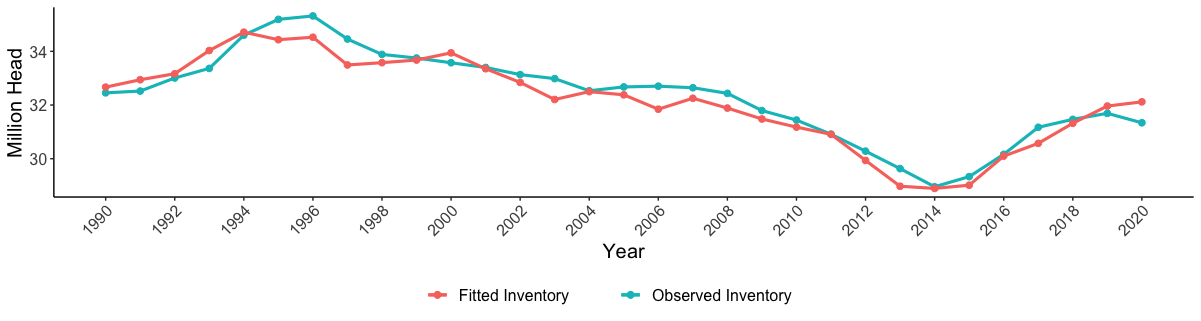 Million Head
34
32
30
1990 1992 1994 1996 1998 2000 2002 2004 2006 2008 2010 2012 2014 2016 2018 2020
Year
Fitted Inventory Observed Inventory